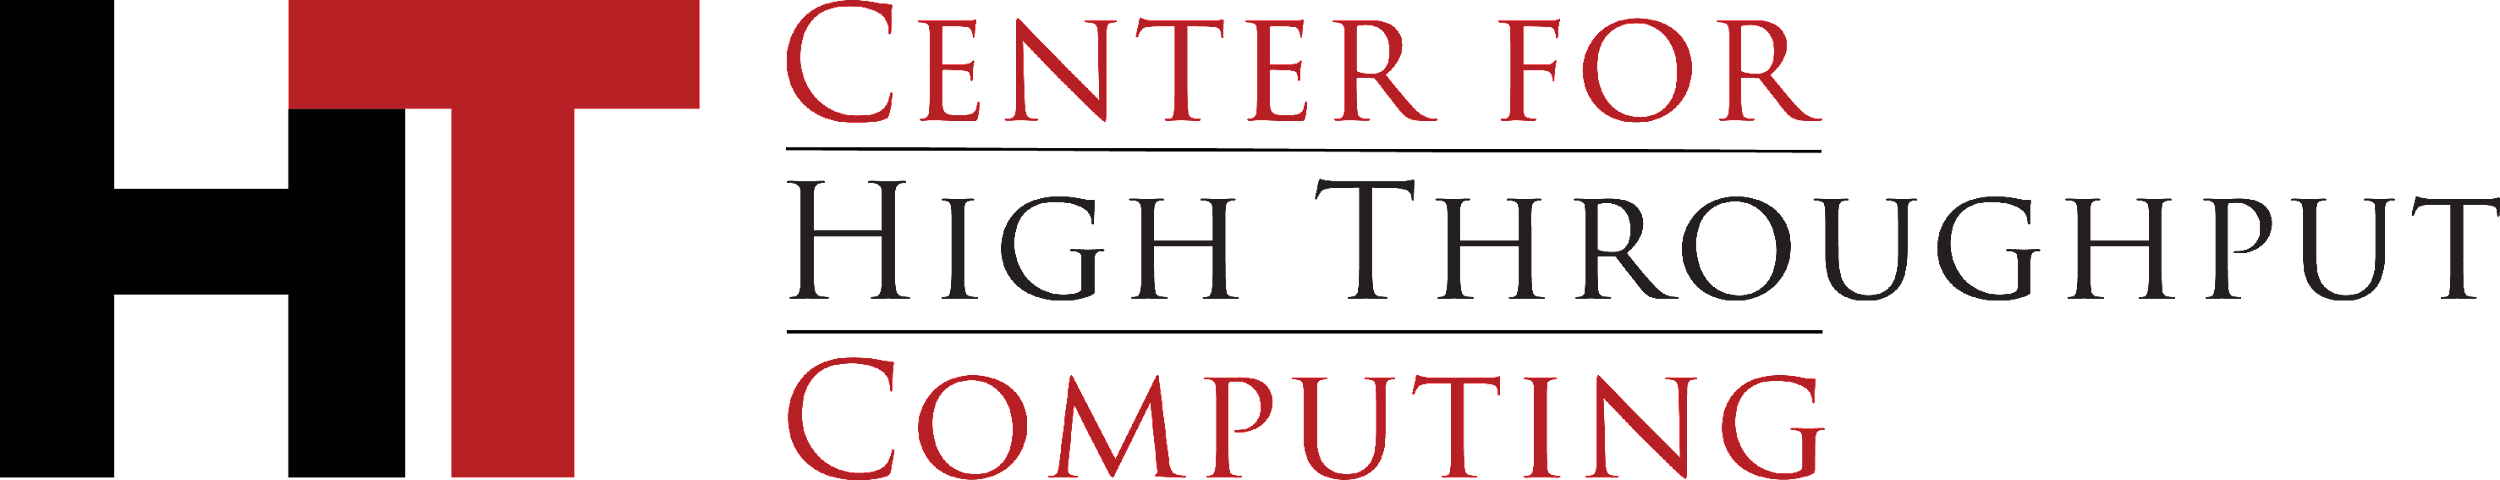 HT
CENTER FOR
HIGH THROUGHPUT
COMPUTING